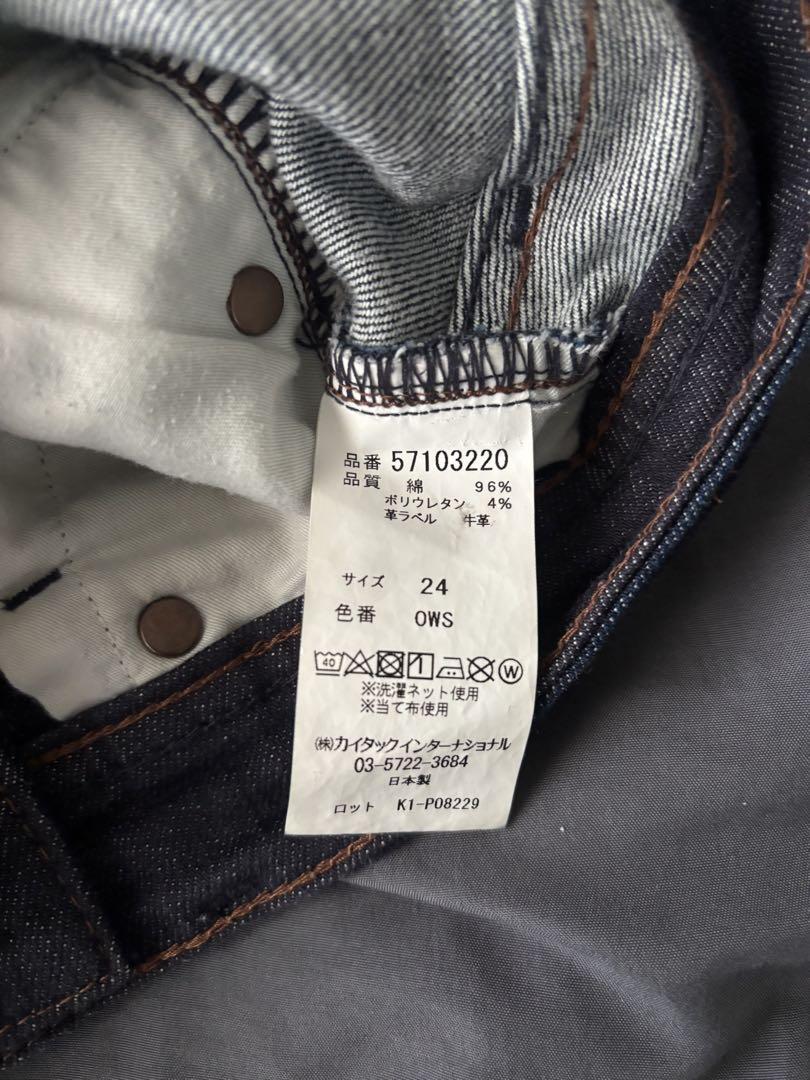 品番 57103220
品質 綿 96%
ポリウレタン 4%
革ラベル 牛革
サイズ 24
色番 OWS
40 W
※洗濯ネット使用
※当て布使用
㈱カイタックインターナショナル
03-5722-3684
日本製
ロット K1-P08229